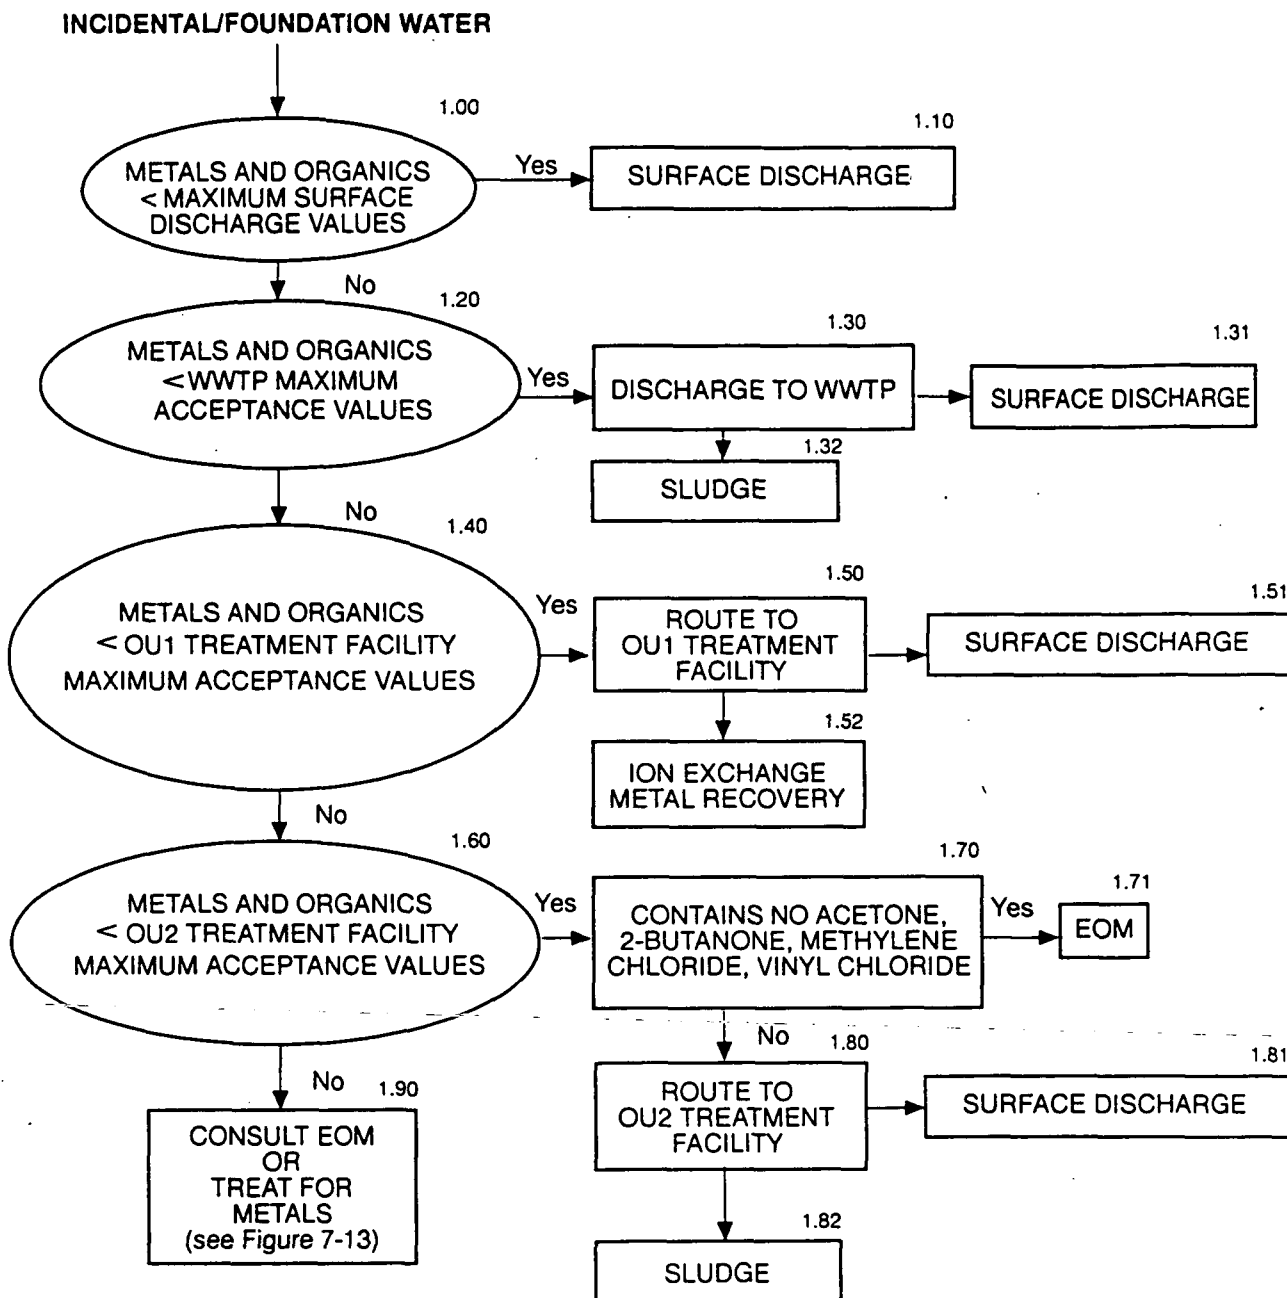 INCIDENTAL/FOUNDATION WATER
1.00
METALS AND ORGANICS
< MAXIMUM SURFACE
DISCHARGE VALUES
Yes
1.10
SURFACE DISCHARGE
No
1.20
METALS AND ORGANICS
< WWTP MAXIMUM
ACCEPTANCE VALUES
Yes
1.30
DISCHARGE TO WWTP
1.31
SURFACE DISCHARGE
1.32
SLUDGE
No
1.40
METALS AND ORGANICS
< OU1 TREATMENT FACILITY
MAXIMUM ACCEPTANCE VALUES
Yes
1.50
ROUTE TO
OU1 TREATMENT
FACILITY
1.51
SURFACE DISCHARGE
1.52
ION EXCHANGE
METAL RECOVERY
No
1.60
METALS AND ORGANICS
< OU2 TREATMENT FACILITY
MAXIMUM ACCEPTANCE VALUES
Yes
1.70
CONTAINS NO ACETONE,
2-BUTANONE, METHYLENE
CHLORIDE, VINYL CHLORIDE
Yes
1.71
EOM
No
1.80
ROUTE TO
OU2 TREATMENT
FACILITY
1.81
SURFACE DISCHARGE
1.82
SLUDGE
No
1.90
CONSULT EOM
OR
TREAT FOR
METALS
(see Figure 7-13)